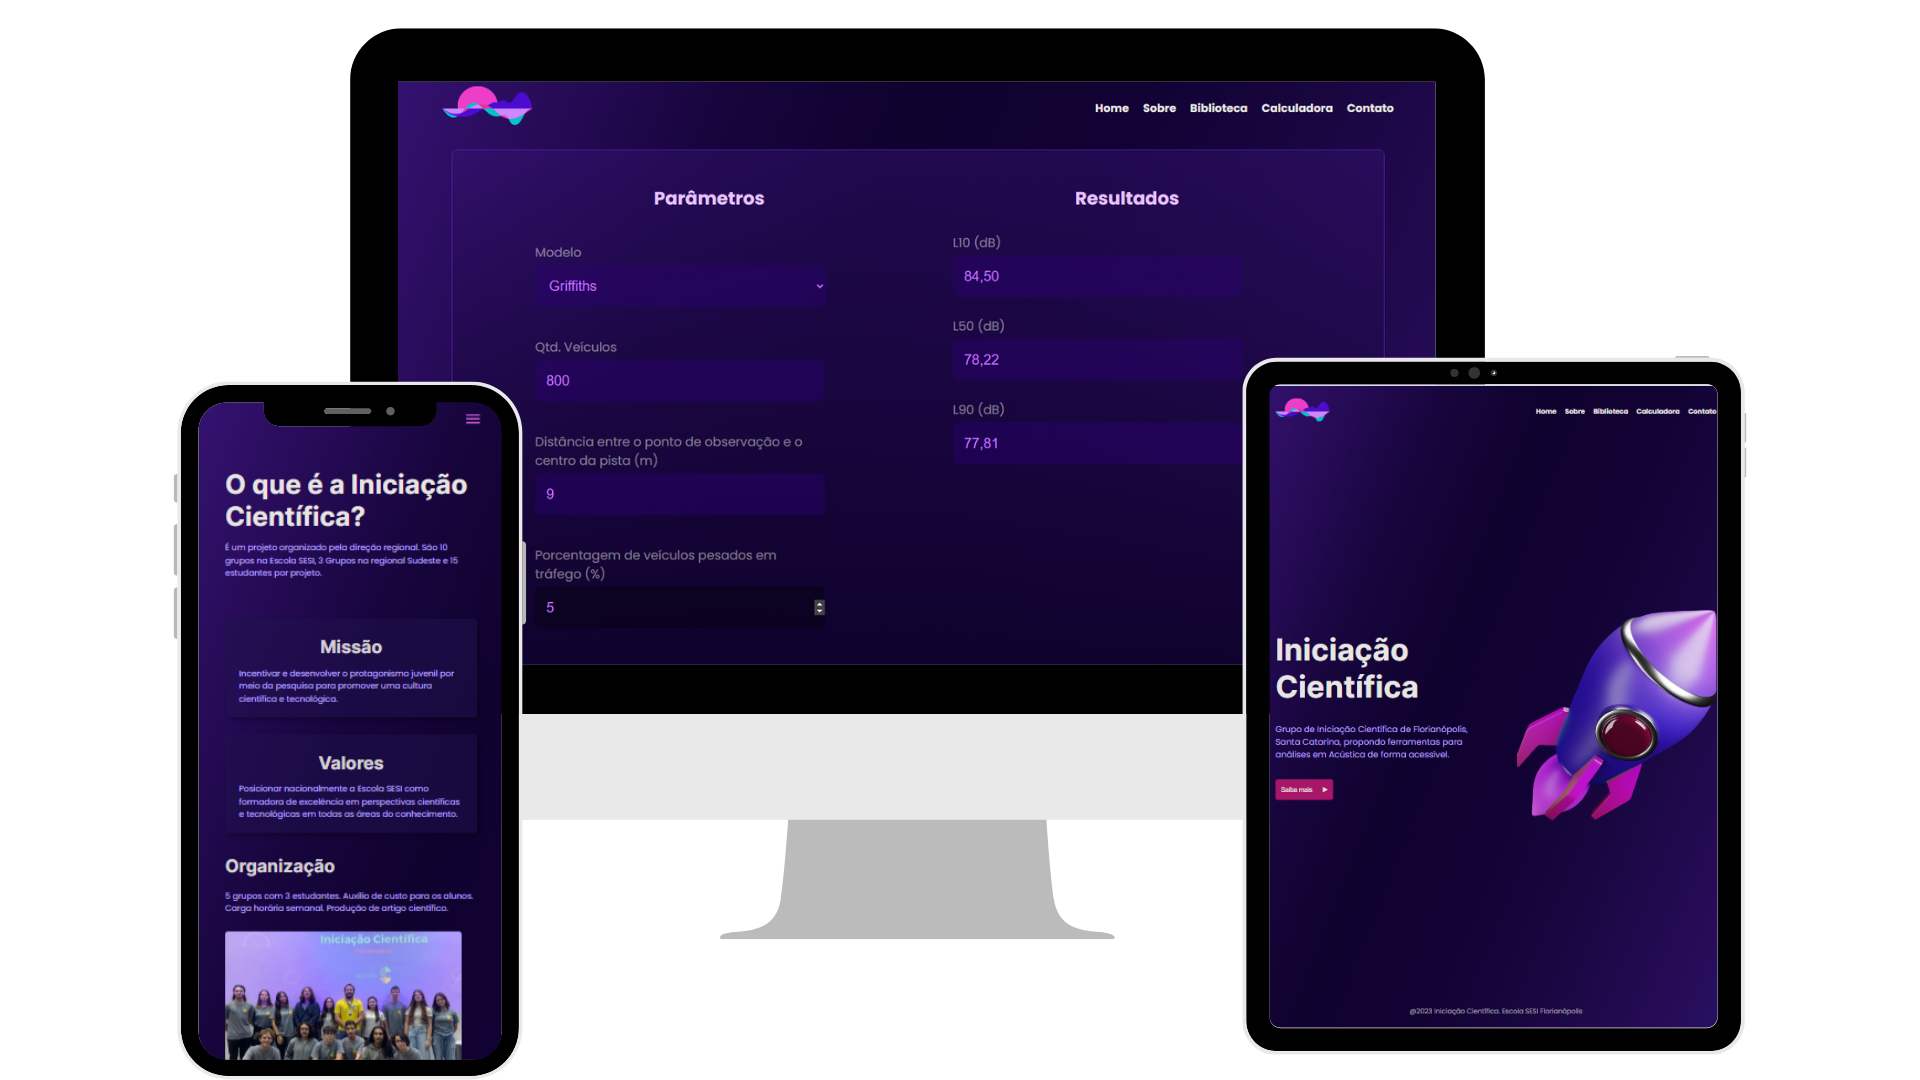 Home Sobre Biblioteca Calculadora Contato
Parâmetros
Modelo
Griffiths
Qtd. Veículos
800
Distância entre o ponto de observação e o
centro da pista (m)
9
Porcentagem de veículos pesados em
tráfego (%)
5
Resultados
L10 (dB)
84,50
L50 (dB)
78,22
L90 (dB)
77,81
O que é a Iniciação
Científica?
É um projeto organizado pela direção regional. São 10
grupos na Escola SESI, 3 Grupos na regional Sudeste e 15
estudantes por projeto.
Missão
Incentivar e desenvolver o protagonismo juvenil por
meio da pesquisa para promover uma cultura
científica e tecnológica.
Valores
Posicionar nacionalmente a Escola SESI como
formadora de excelência em perspectivas científicas
e tecnológicas em todas as áreas do conhecimento.
Organização
5 grupos com 3 estudantes. Auxílio de custo para os alunos.
Carga horária semanal. Produção de artigo científico.
Iniciação Científica
Home Sobre Biblioteca Calculadora Contato
Iniciação
Científica
Grupo de Iniciação Científica de Florianópolis,
Santa Catarina, propondo ferramentas para
análises em Acústica de forma acessível.
Saiba mais
@2023 Iniciação Científica. Escola SESI Florianópolis